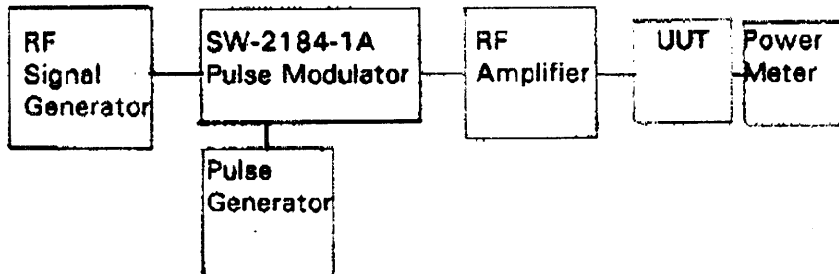 RF
Signal
Generator
SW-2184-1A
Pulse Modulator
RF
Amplifier
UUT
Power
Meter
Pulse
Generator